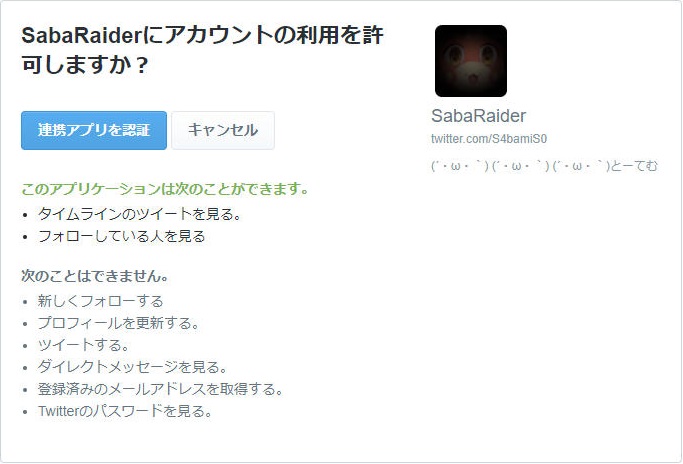 SabaRaiderにアカウントの利用を許
可しますか？
連携アプリを認証
キャンセル
このアプリケーションは次のことができます。
• タイムラインのツイートを見る。
• フォローしている人を見る
次のことはできません。
• 新しくフォローする
• プロフィールを更新する。
• ツイートする。
• ダイレクトメッセージを見る。
• 登録済みのメールアドレスを取得する。
• Twitterのパスワードを見る。
SabaRaider
twitter.com/S4bamiS0
(´・ω・｀) (´・ω・｀) (´・ω・｀)とーてむ